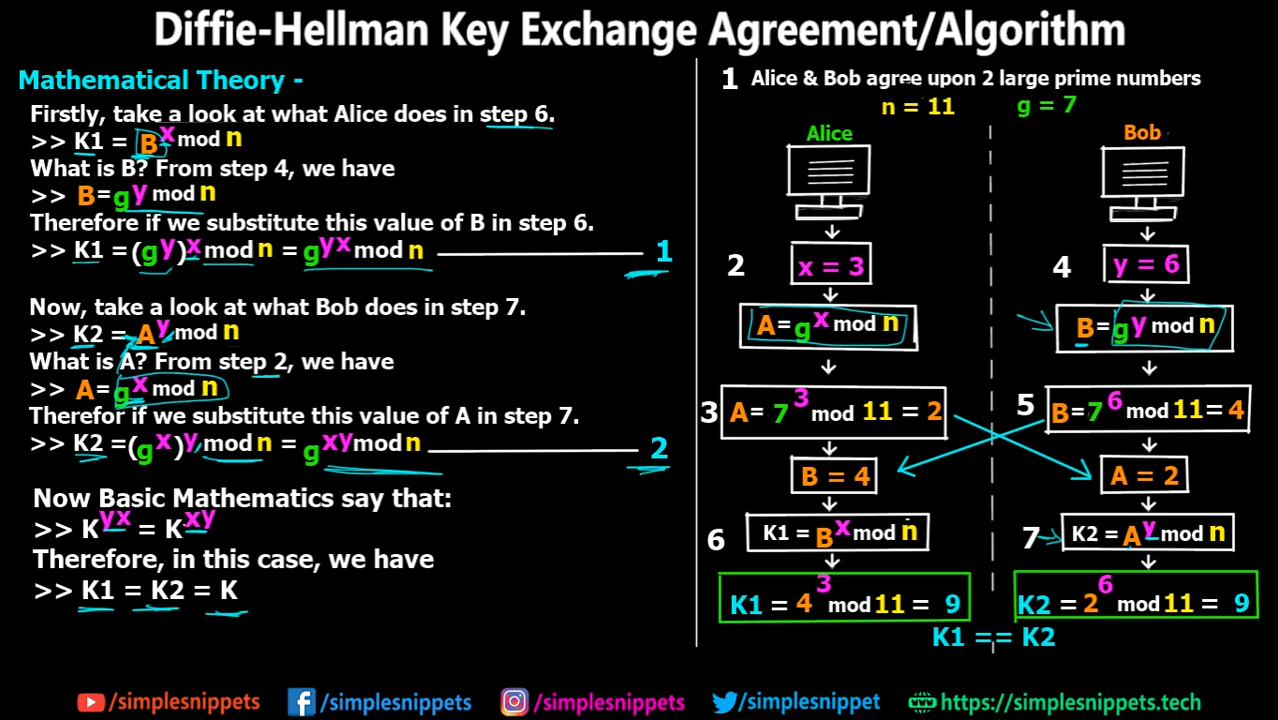 Diffie-Hellman Key Exchange Agreement/Algorithm
Mathematical Theory -
Firstly, take a look at what Alice does in step 6.
>> K1 = B^x mod n
What is B? From step 4, we have
>> B = g^y mod n
Therefore if we substitute this value of B in step 6.
>> K1 = (g^y)^x mod n = g^yx mod n 1
Now, take a look at what Bob does in step 7.
>> K2 = A^y mod n
What is A? From step 2, we have
>> A = g^x mod n
Therefor if we substitute this value of A in step 7.
>> K2 = (g^x)^y mod n = g^xy mod n 2
Now Basic Mathematics say that:
>> K^yx = K^xy
Therefore, in this case, we have
>> K1 = K2 = K
1 Alice & Bob agree upon 2 large prime numbers
n = 11 g = 7
Alice
Bob
2 x = 3
4 y = 6
A = g^x mod n
B = g^y mod n
3 A = 7^3 mod 11 = 2
5 B = 7^6 mod 11 = 4
B = 4
A = 2
6 K1 = B^x mod n
7 K2 = A^y mod n
K1 = 4^3 mod 11 = 9
K2 = 2^6 mod 11 = 9
K1 == K2
/simplesnippets /simplesnippets /simplesnippets /simplesnippet https://simplesnippets.tech